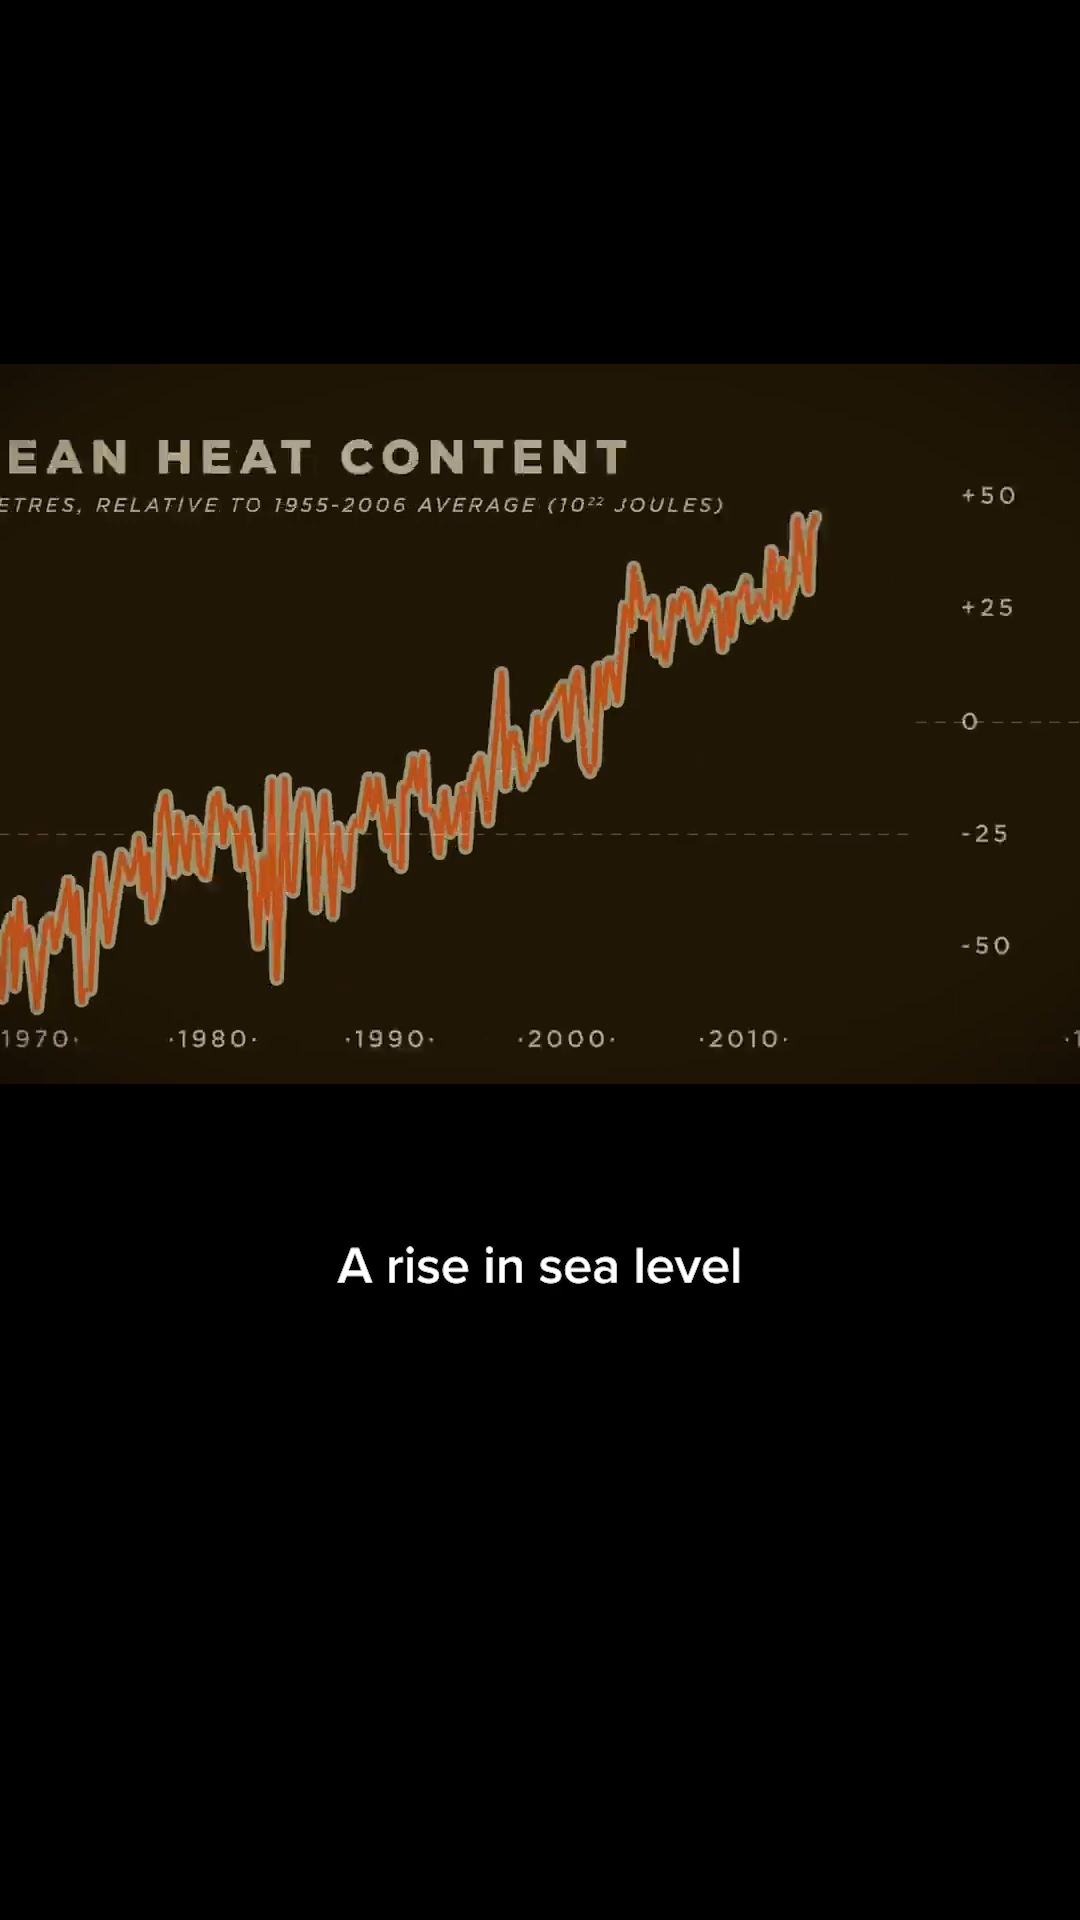 EAN HEAT CONTENT
ETRES, RELATIVE TO 1955-2006 AVERAGE (10²² JOULES)
+50
+25
0
-25
-50
1970· ·1980· ·1990· ·2000· ·2010·
A rise in sea level